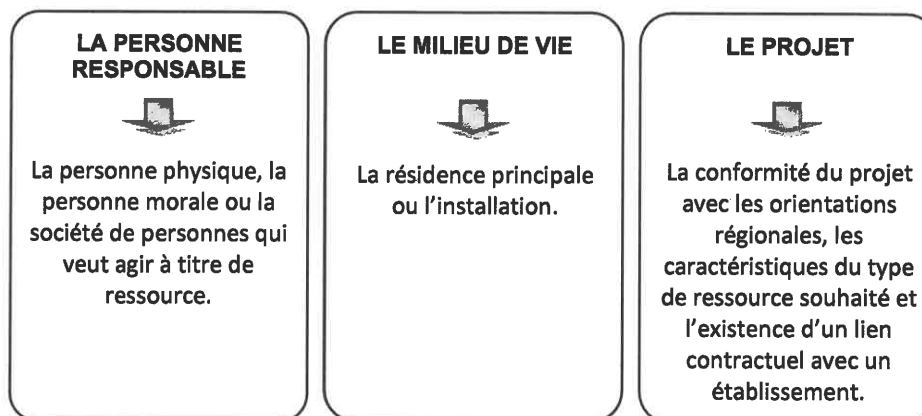 LA PERSONNE
RESPONSABLE
La personne physique, la
personne morale ou la
société de personnes qui
veut agir à titre de
ressource.
LE MILIEU DE VIE
La résidence principale
ou l'installation.
LE PROJET
La conformité du projet
avec les orientations
régionales, les
caractéristiques du type
de ressource souhaité et
l'existence d'un lien
contractuel avec un
établissement.